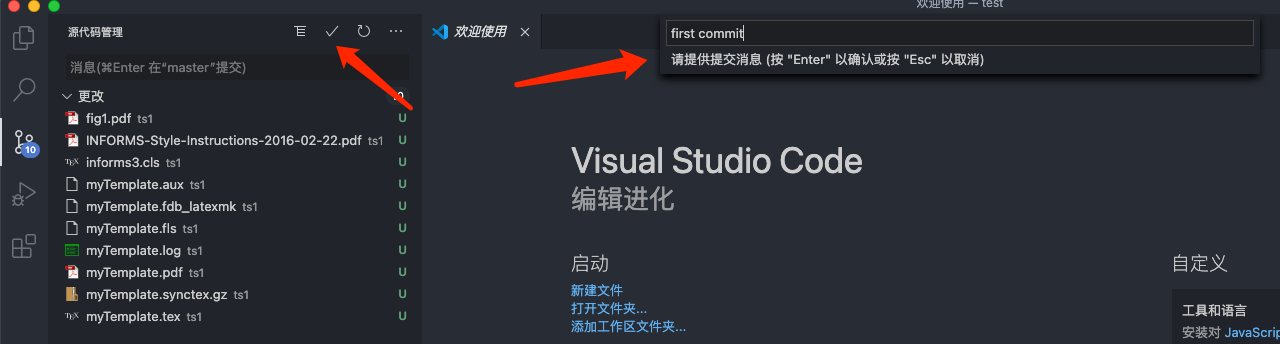 欢迎使用 — test
源代码管理
欢迎使用
first commit
请提供提交消息 (按 "Enter" 以确认或按 "Esc" 以取消)
消息(⌘Enter 在“master”提交)
更改
fig1.pdf ts1 U
INFORMS-Style-Instructions-2016-02-22.pdf ts1 U
informs3.cls ts1 U
myTemplate.aux ts1 U
myTemplate.fdb_latexmk ts1 U
myTemplate.fls ts1 U
myTemplate.log ts1 U
myTemplate.pdf ts1 U
myTemplate.synctex.gz ts1 U
myTemplate.tex ts1 U
10
Visual Studio Code
编辑进化
启动
新建文件
打开文件夹...
添加工作区文件夹...
自定义
工具和语言
安装对 JavaScrip